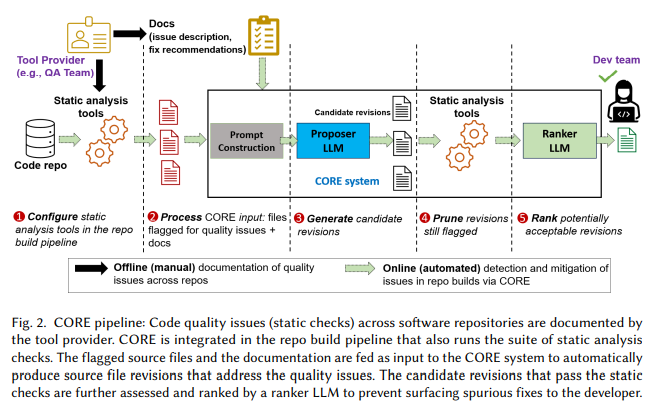 Docs
(issue description,
fix recommendations)
Tool Provider
(e.g., QA Team)
Dev team
Static analysis
tools
Code repo
Prompt
Construction
Candidate revisions
Proposer
LLM
CORE system
Static analysis
tools
Ranker
LLM
</>
1 Configure static
analysis tools in the repo
build pipeline
2 Process CORE input: files
flagged for quality issues +
docs
3 Generate candidate
revisions
4 Prune revisions
still flagged
5 Rank potentially
acceptable revisions
Offline (manual) documentation of quality
issues across repos
Online (automated) detection and mitigation of
issues in repo builds via CORE
Fig. 2. CORE pipeline: Code quality issues (static checks) across software repositories are documented by
the tool provider. CORE is integrated in the repo build pipeline that also runs the suite of static analysis
checks. The flagged source files and the documentation are fed as input to the CORE system to automatically
produce source file revisions that address the quality issues. The candidate revisions that pass the static
checks are further assessed and ranked by a ranker LLM to prevent surfacing spurious fixes to the developer.